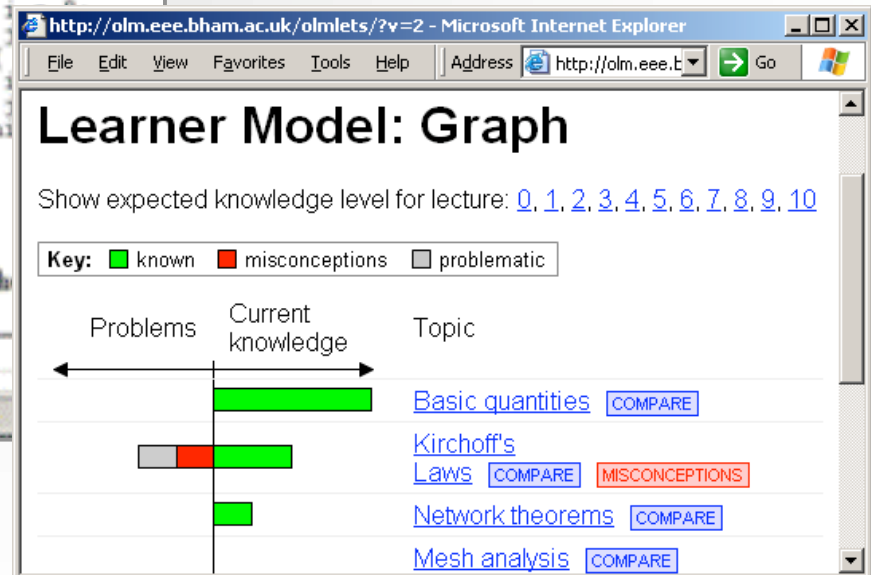 http://olm.eee.bham.ac.uk/olmlets/?v=2 - Microsoft Internet Explorer
File Edit View Favorites Tools Help Address http://olm.eee.b Go
Learner Model: Graph
Show expected knowledge level for lecture: 0, 1, 2, 3, 4, 5, 6, 7, 8, 9, 10
Key: known misconceptions problematic
Problems Current knowledge Topic
Basic quantities COMPARE
Kirchoff's
Laws COMPARE MISCONCEPTIONS
Network theorems COMPARE
Mesh analysis COMPARE